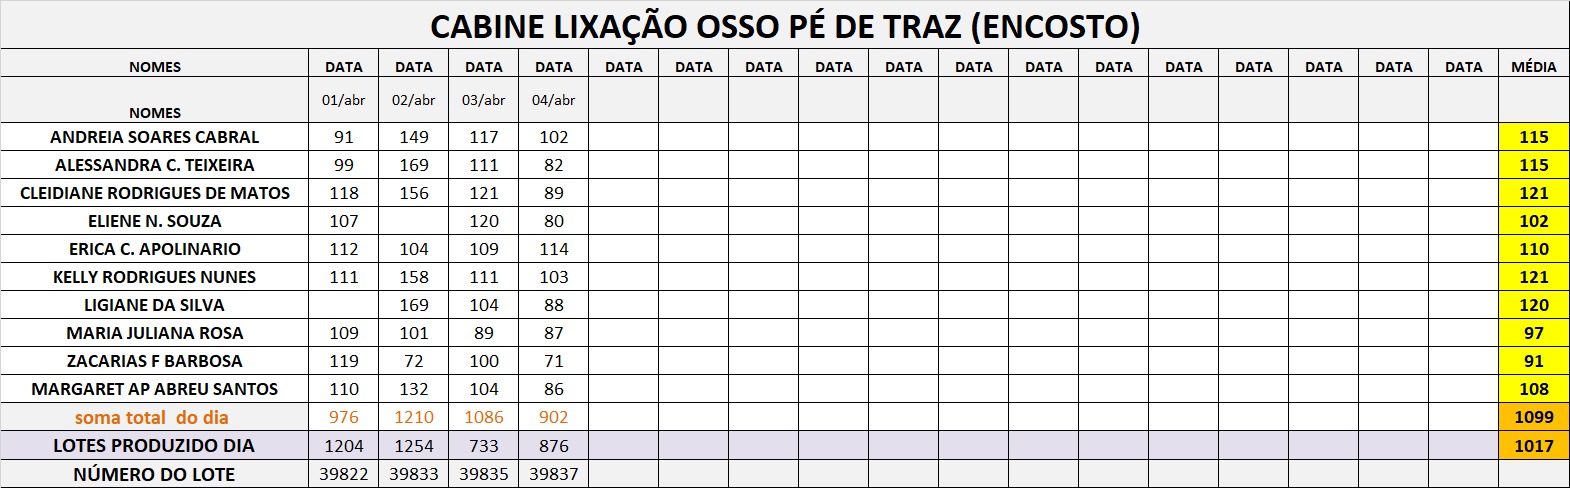 CABINE LIXAÇÃO OSSO PÉ DE TRAZ (ENCOSTO)
NOMES DATA DATA DATA DATA DATA DATA DATA DATA DATA DATA DATA DATA DATA DATA DATA DATA DATA MÉDIA
NOMES 01/abr 02/abr 03/abr 04/abr
ANDREIA SOARES CABRAL 91 149 117 102 115
ALESSANDRA C. TEIXEIRA 99 169 111 82 115
CLEIDIANE RODRIGUES DE MATOS 118 156 121 89 121
ELIENE N. SOUZA 107 120 80 102
ERICA C. APOLINARIO 112 104 109 114 110
KELLY RODRIGUES NUNES 111 158 111 103 121
LIGIANE DA SILVA 169 104 88 120
MARIA JULIANA ROSA 109 101 89 87 97
ZACARIAS F BARBOSA 119 72 100 71 91
MARGARET AP ABREU SANTOS 110 132 104 86 108
soma total do dia 976 1210 1086 902 1099
LOTES PRODUZIDO DIA 1204 1254 733 876 1017
NÚMERO DO LOTE 39822 39833 39835 39837